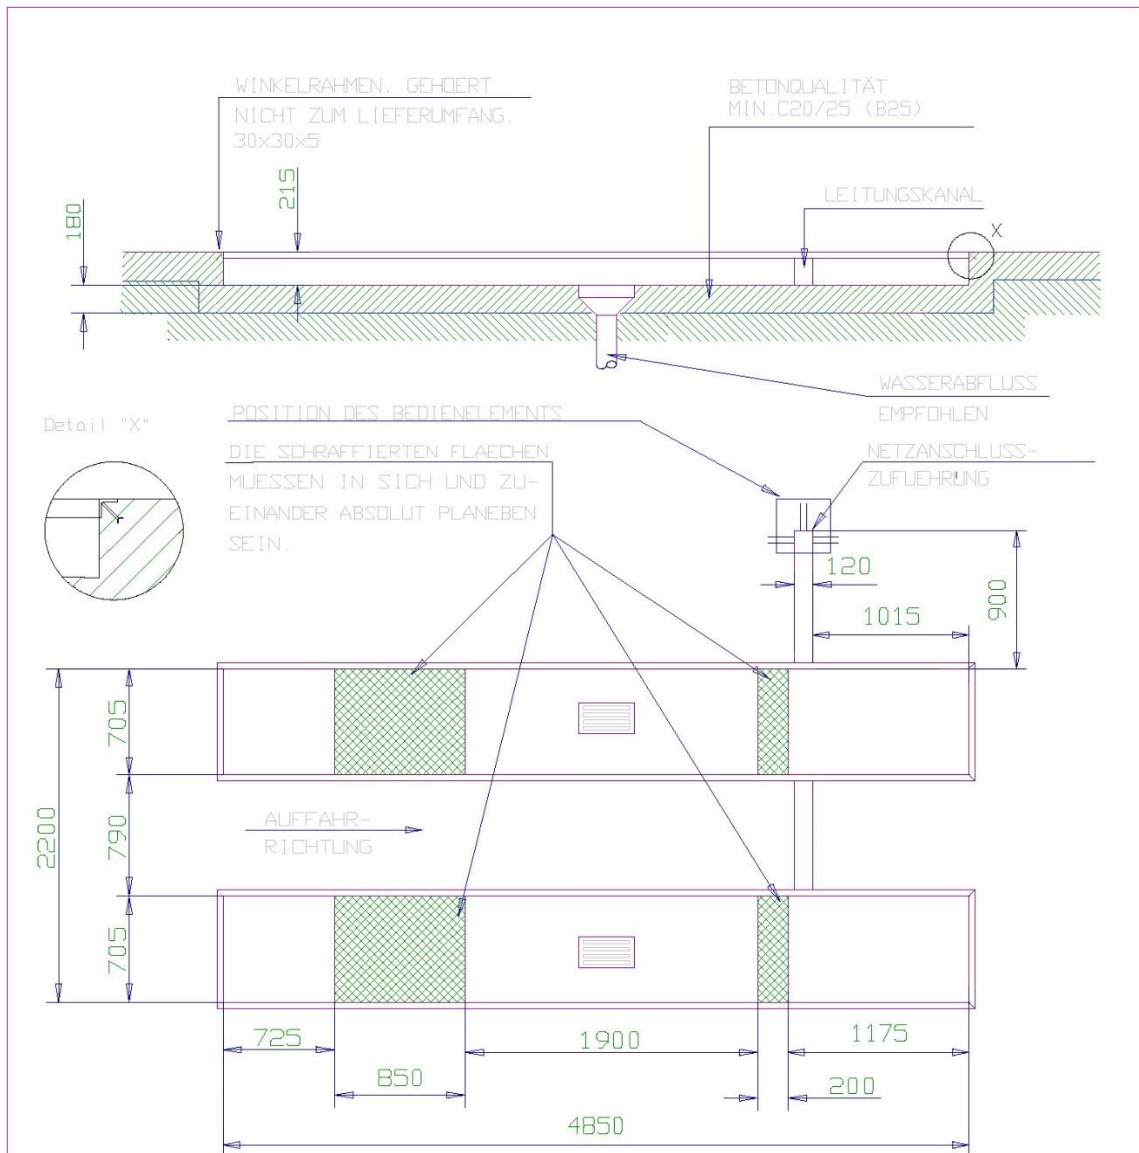 WINKELRAHMEN. GEHOERT
NICHT ZUM LIEFERUMFANG.
30x30x5
BETONQUALITÄT
MIN.C20/25 (B25)
LEITUNGSKANAL
215
180
X
WASSERABFLUSS
EMPFOHLEN
Detail "X"
POSITION DES BEDIENELEMENTS
DIE SCHRAFFIERTEN FLAECHEN
MUESSEN IN SICH UND ZU-
EINANDER ABSOLUT PLANEBEN
SEIN.
NETZANSCHLUSS-
ZUFUEHRUNG
120
1015
900
705
790
2200
705
AUFFAHR-
RICHTUNG
725
1900
1175
850
200
4850